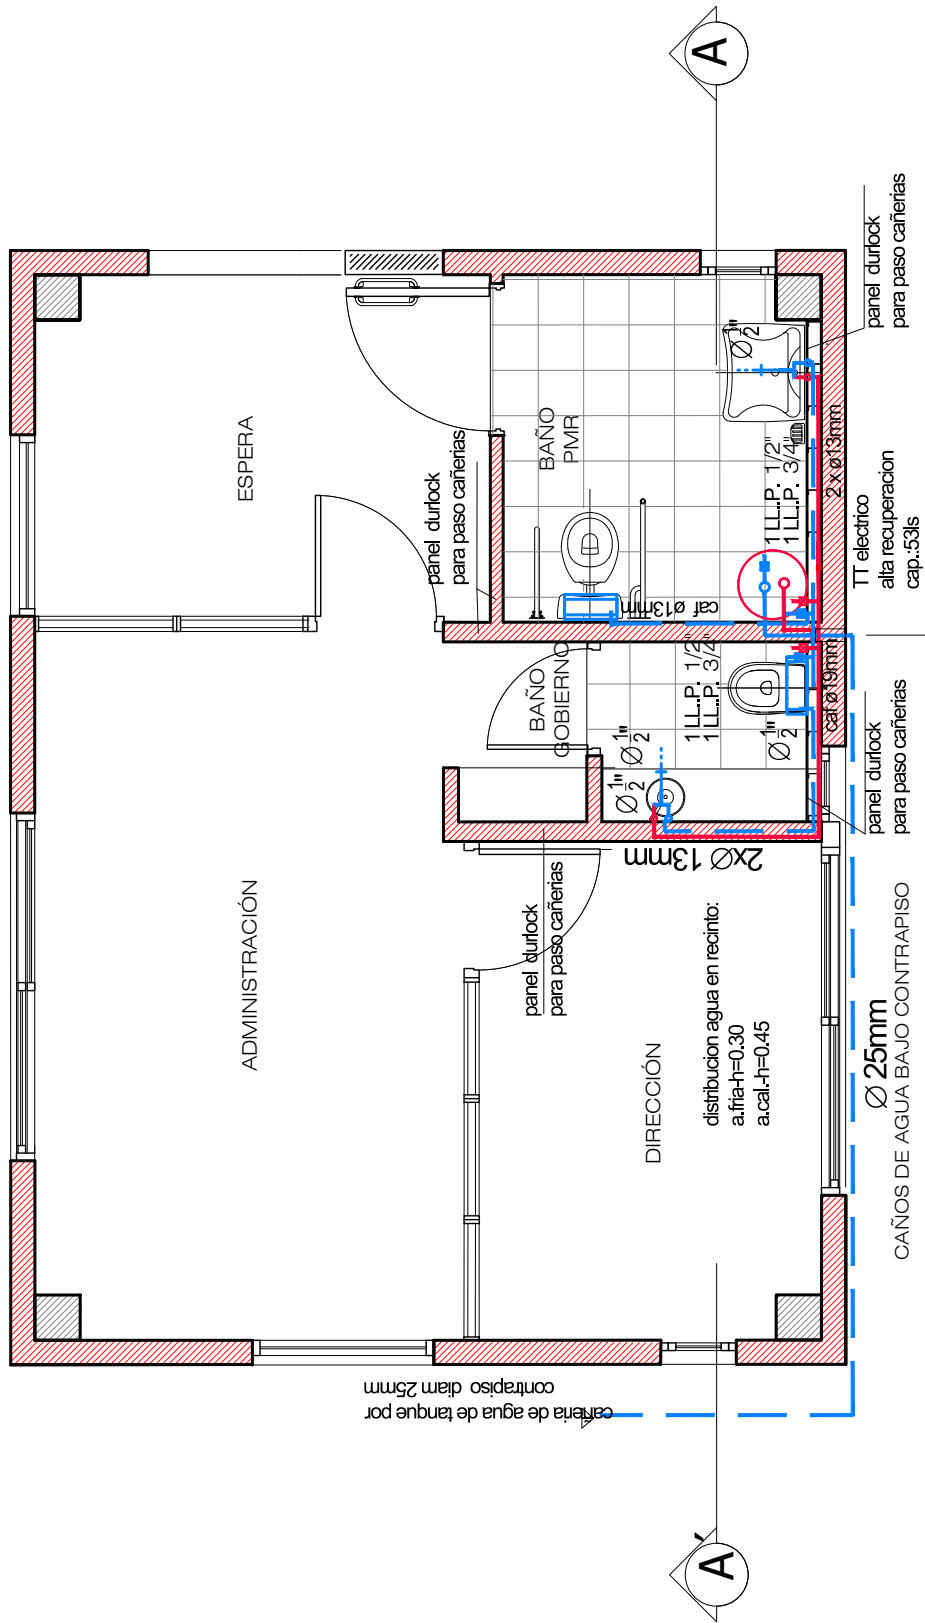 A
panel durlock
para paso cañerias
ESPERA
panel durlock
para paso cañerias
BAÑO
PMR
Ø 1/2"
1 LL.P. 1/2"
1 LL.P. 3/4"
2 x ø13mm
TT electrico
alta recuperacion
cap.:53ls
caf ø13mm
BAÑO
GOBIERNO
1 LL.P. 1/2"
1 LL.P. 3/4"
caf ø19mm
Ø 1/2"
Ø 1/2"
Ø 1/2"
panel durlock
para paso cañerias
2xØ 13mm
ADMINISTRACIÓN
panel durlock
para paso cañerias
DIRECCIÓN
distribucion agua en recinto:
a.fria-h=0.30
a.cal.-h=0.45
Ø 25mm
CAÑOS DE AGUA BAJO CONTRAPISO
cañeria de agua de tanque por
contrapiso diam 25mm
A´